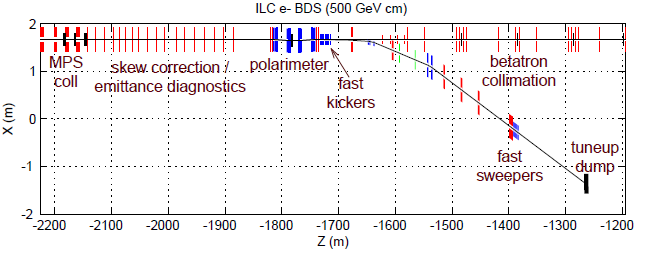 ILC e- BDS (500 GeV cm)
2
1
0
-1
-2
X (m)
MPS
coll
skew correction /
emittance diagnostics
polarimeter
fast
kickers
betatron
collimation
fast
sweepers
tuneup
dump
-2200 -2100 -2000 -1900 -1800 -1700 -1600 -1500 -1400 -1300 -1200
Z (m)